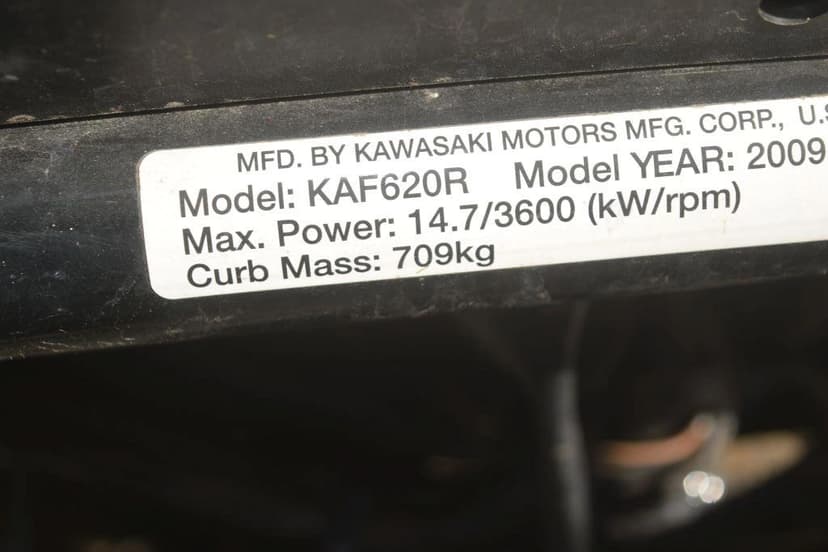 MFD. BY KAWASAKI MOTORS MFG. CORP., U.S
Model: KAF620R Model YEAR: 2009
Max. Power: 14.7/3600 (kW/rpm)
Curb Mass: 709kg